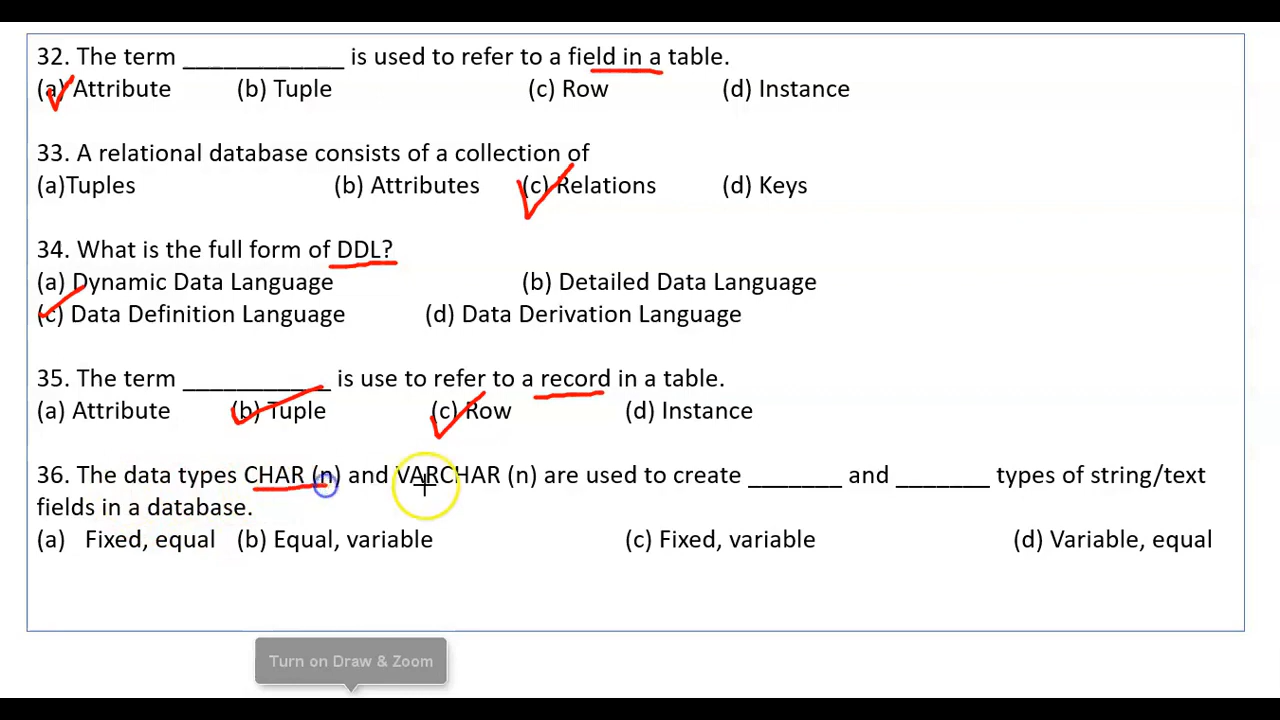 32. The term ____________ is used to refer to a field in a table.
(a) Attribute (b) Tuple (c) Row (d) Instance
33. A relational database consists of a collection of
(a)Tuples (b) Attributes (c) Relations (d) Keys
34. What is the full form of DDL?
(a) Dynamic Data Language (b) Detailed Data Language
(c) Data Definition Language (d) Data Derivation Language
35. The term ___________ is use to refer to a record in a table.
(a) Attribute (b) Tuple (c) Row (d) Instance
36. The data types CHAR (n) and VARCHAR (n) are used to create _______ and _______ types of string/text
fields in a database.
(a) Fixed, equal (b) Equal, variable (c) Fixed, variable (d) Variable, equal
Turn on Draw & Zoom